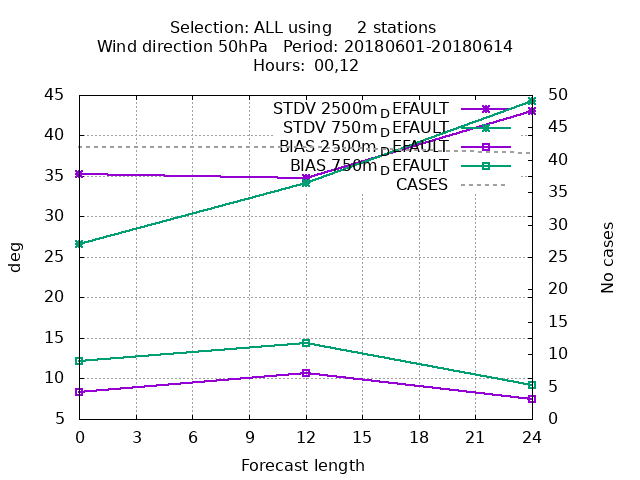 Selection: ALL using     2 stations
Wind direction 50hPa   Period: 20180601-20180614
Hours:  00,12
45
40
35
30
25
20
15
10
5
deg
50
45
40
35
30
25
20
15
10
5
0
No cases
STDV 2500m_DEFAULT
STDV 750m_DEFAULT
BIAS 2500m_DEFAULT
BIAS 750m_DEFAULT
CASES
0 3 6 9 12 15 18 21 24
Forecast length